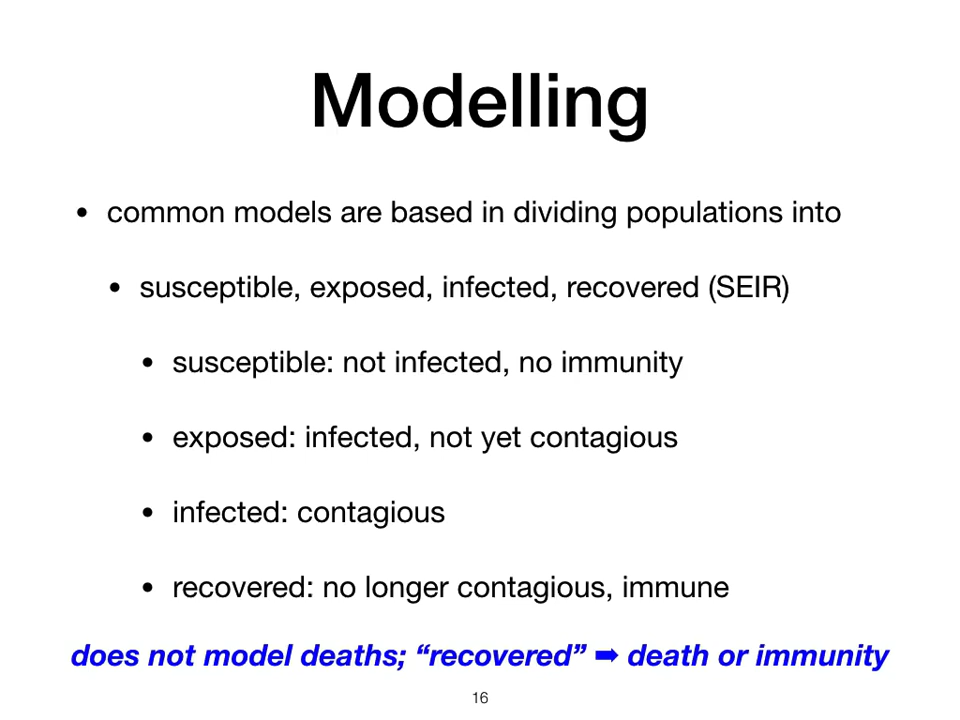 Modelling
• common models are based in dividing populations into
• susceptible, exposed, infected, recovered (SEIR)
• susceptible: not infected, no immunity
• exposed: infected, not yet contagious
• infected: contagious
• recovered: no longer contagious, immune
does not model deaths; “recovered” ➡ death or immunity
16